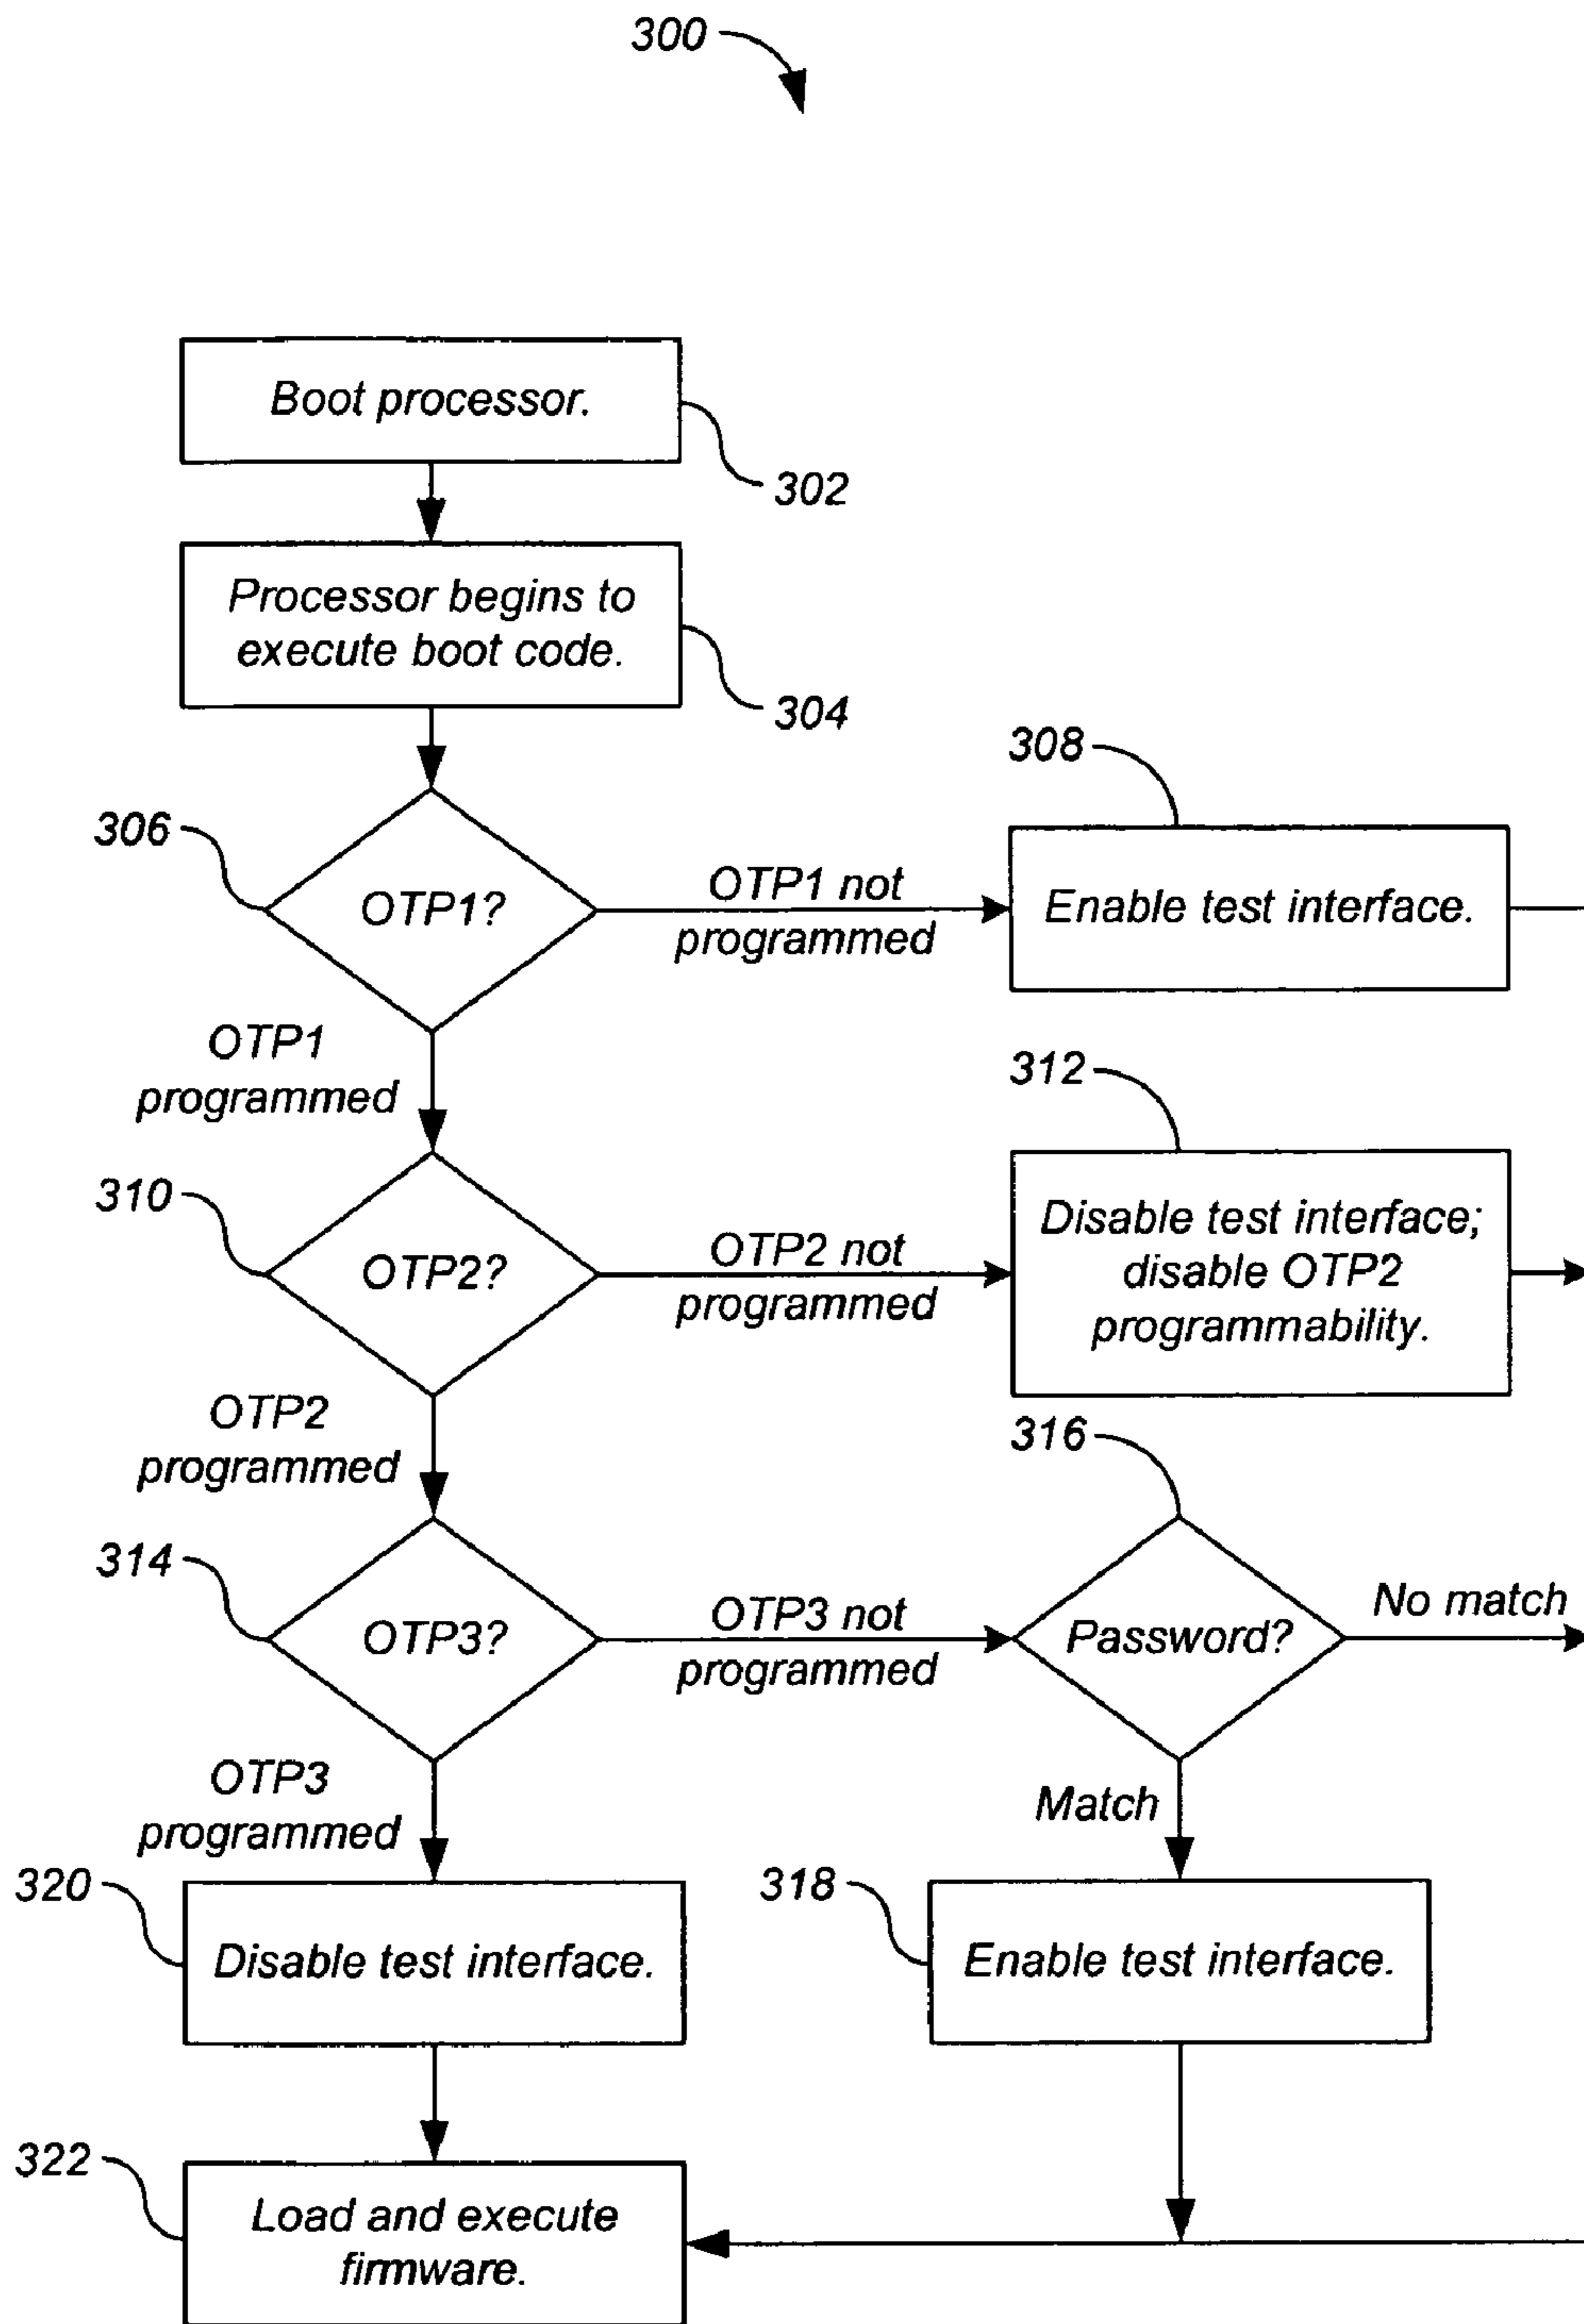 300
Boot processor.
302
Processor begins to
execute boot code.
304
308
306
OTP1?
OTP1 not
programmed
Enable test interface.
OTP1
programmed
312
310
OTP2?
OTP2 not
programmed
Disable test interface;
disable OTP2
programmability.
OTP2
programmed
316
314
OTP3?
OTP3 not
programmed
Password?
No match
OTP3
programmed
Match
320
Disable test interface.
318
Enable test interface.
322
Load and execute
firmware.